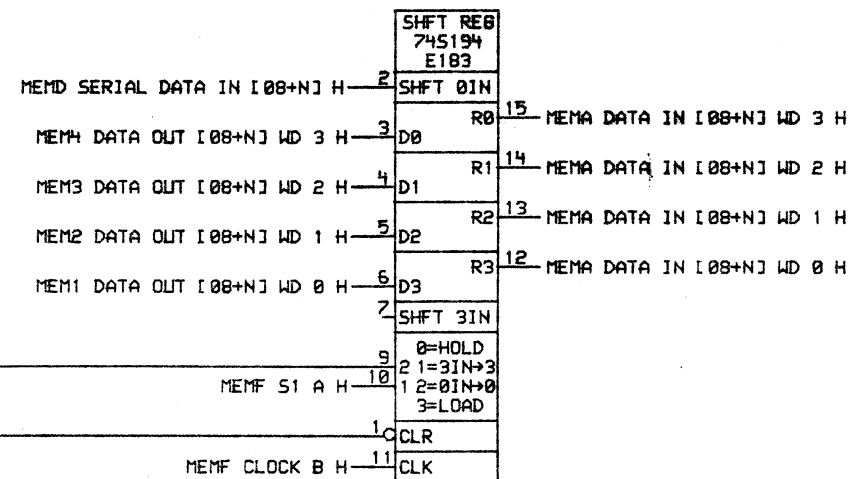 SHFT REG
74S194
E183
MEMD SERIAL DATA IN [08+N] H 2 SHFT 0IN
R0 15 MEMA DATA IN [08+N] WD 3 H
MEM4 DATA OUT [08+N] WD 3 H 3 D0
R1 14 MEMA DATA IN [08+N] WD 2 H
MEM3 DATA OUT [08+N] WD 2 H 4 D1
R2 13 MEMA DATA IN [08+N] WD 1 H
MEM2 DATA OUT [08+N] WD 1 H 5 D2
R3 12 MEMA DATA IN [08+N] WD 0 H
MEM1 DATA OUT [08+N] WD 0 H 6 D3
7 SHFT 3IN
0=HOLD
9 2 1=3IN→3
MEMF S1 A H 10 1 2=0IN→0
3=LOAD
1 CLR
MEMF CLOCK B H 11 CLK